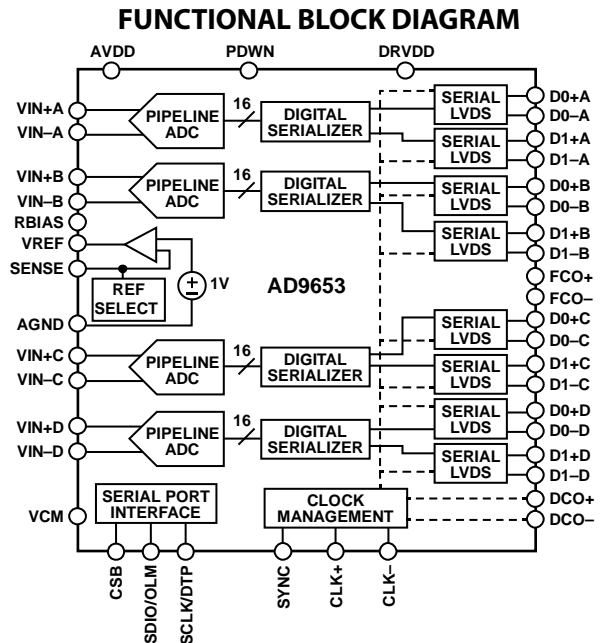 FUNCTIONAL BLOCK DIAGRAM
AVDD
PDWN
DRVDD
VIN+A
VIN–A
PIPELINE
ADC
16
DIGITAL
SERIALIZER
SERIAL
LVDS
D0+A
D0–A
SERIAL
LVDS
D1+A
D1–A
VIN+B
VIN–B
PIPELINE
ADC
16
DIGITAL
SERIALIZER
SERIAL
LVDS
D0+B
D0–B
SERIAL
LVDS
D1+B
D1–B
RBIAS
VREF
SENSE
REF
SELECT
1V
AGND
AD9653
FCO+
FCO–
VIN+C
VIN–C
PIPELINE
ADC
16
DIGITAL
SERIALIZER
SERIAL
LVDS
D0+C
D0–C
SERIAL
LVDS
D1+C
D1–C
VIN+D
VIN–D
PIPELINE
ADC
16
DIGITAL
SERIALIZER
SERIAL
LVDS
D0+D
D0–D
SERIAL
LVDS
D1+D
D1–D
VCM
SERIAL PORT
INTERFACE
CLOCK
MANAGEMENT
DCO+
DCO–
CSB
SDIO/OLM
SCLK/DTP
SYNC
CLK+
CLK–